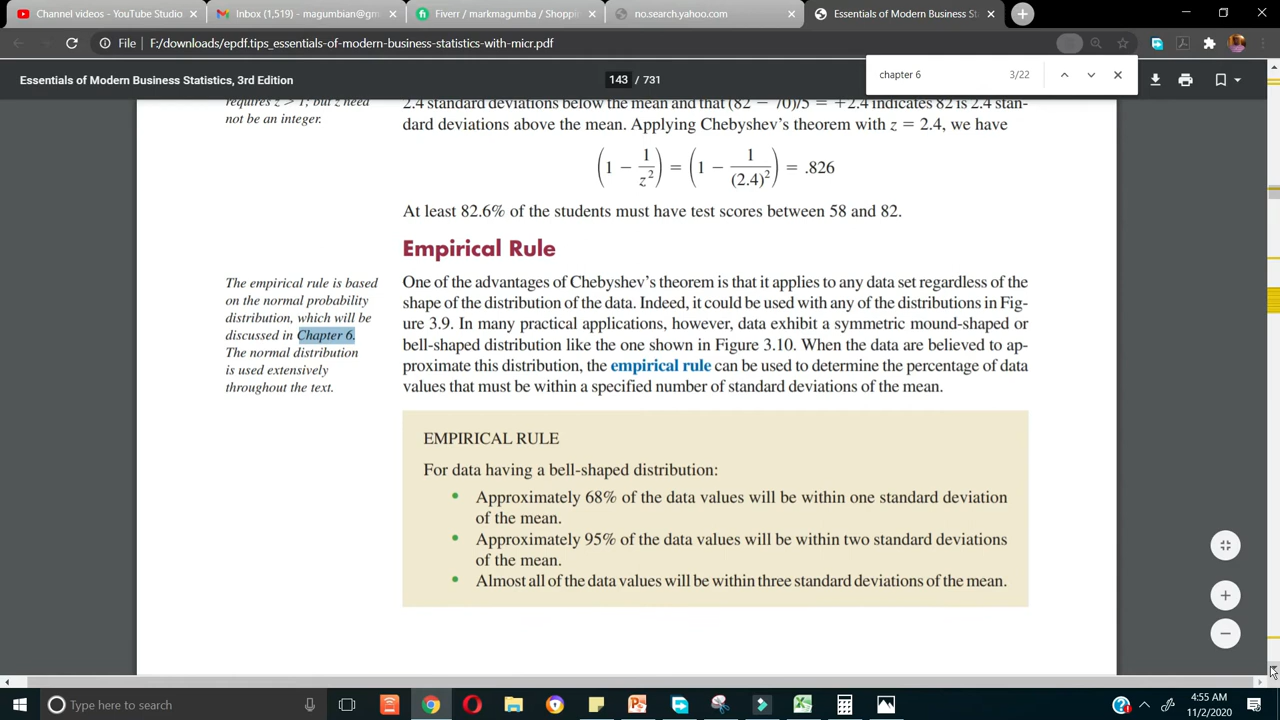 Channel videos - YouTube Studio
Inbox (1,519) - magumbian@gm
Fiverr / markmagumba / Shoppin
no.search.yahoo.com
Essentials of Modern Business St
File F:/downloads/epdf.tips_essentials-of-modern-business-statistics-with-micr.pdf
Essentials of Modern Business Statistics, 3rd Edition)
143 / 731
chapter 6 3/22
requires z > 1; but z need
not be an integer.
2.4 standard deviations below the mean and that (82 − 70)/5 = +2.4 indicates 82 is 2.4 stan-
dard deviations above the mean. Applying Chebyshev's theorem with z = 2.4, we have
(1 − 1/z²) = (1 − 1/(2.4)²) = .826
At least 82.6% of the students must have test scores between 58 and 82.
Empirical Rule
The empirical rule is based
on the normal probability
distribution, which will be
discussed in Chapter 6.
The normal distribution
is used extensively
throughout the text.
One of the advantages of Chebyshev's theorem is that it applies to any data set regardless of the
shape of the distribution of the data. Indeed, it could be used with any of the distributions in Fig-
ure 3.9. In many practical applications, however, data exhibit a symmetric mound-shaped or
bell-shaped distribution like the one shown in Figure 3.10. When the data are believed to ap-
proximate this distribution, the empirical rule can be used to determine the percentage of data
values that must be within a specified number of standard deviations of the mean.
EMPIRICAL RULE
For data having a bell-shaped distribution:
• Approximately 68% of the data values will be within one standard deviation
of the mean.
• Approximately 95% of the data values will be within two standard deviations
of the mean.
• Almost all of the data values will be within three standard deviations of the mean.
Type here to search
4:55 AM
11/2/2020